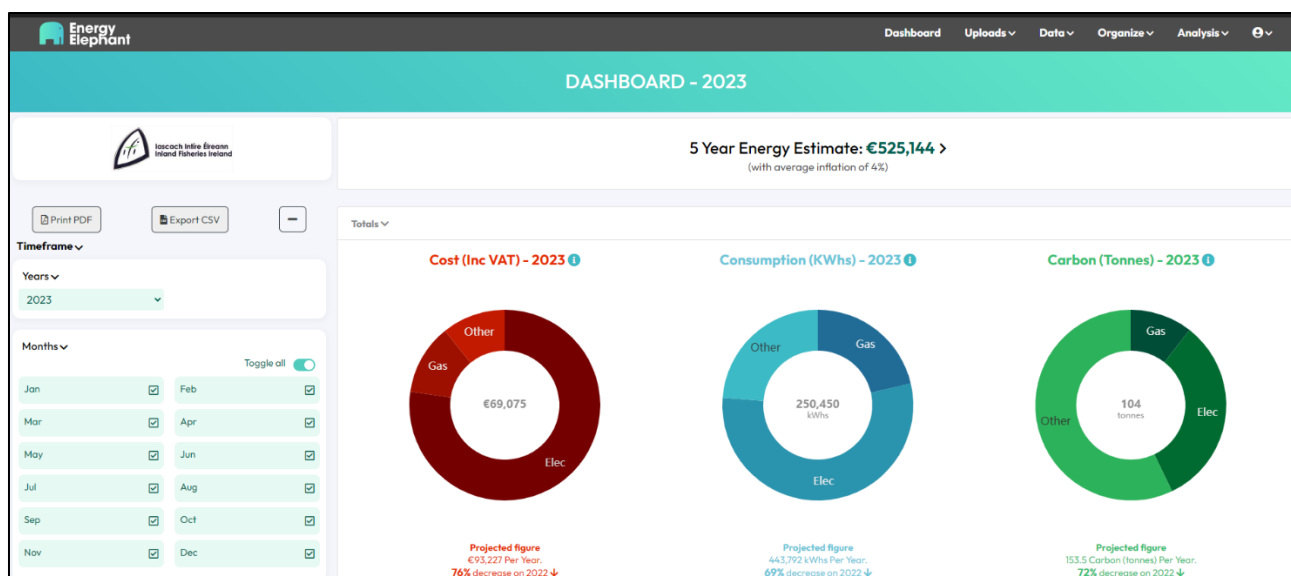 Energy
Elephant
Dashboard
Uploads
Data
Organize
Analysis
DASHBOARD - 2023
Iascach Intíre Éireann
Inland Fisheries Ireland
5 Year Energy Estimate: €525,144 >
(with average inflation of 4%)
Print PDF
Export CSV
Timeframe
Years
2023
Months
Toggle all
Jan
Feb
Mar
Apr
May
Jun
Jul
Aug
Sep
Oct
Nov
Dec
Totals
Cost (Inc VAT) - 2023
Other
Gas
€69,075
Elec
Projected figure
€93,227 Per Year.
76% decrease on 2022
Consumption (KWhs) - 2023
Other
Gas
250,450
kWhs
Elec
Projected figure
443,792 kWhs Per Year.
69% decrease on 2022
Carbon (Tonnes) - 2023
Gas
104
tonnes
Elec
Other
Projected figure
153.5 Carbon (tonnes) Per Year.
72% decrease on 2022